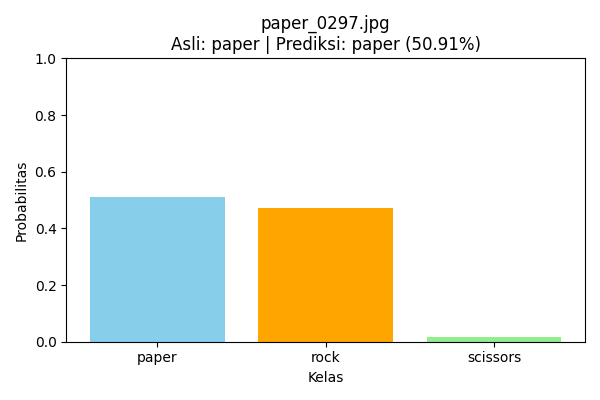 paper_0297.jpg
Asli: paper | Prediksi: paper (50.91%)
1.0
0.8
0.6
0.4
0.2
0.0
Probabilitas
paper rock scissors
Kelas